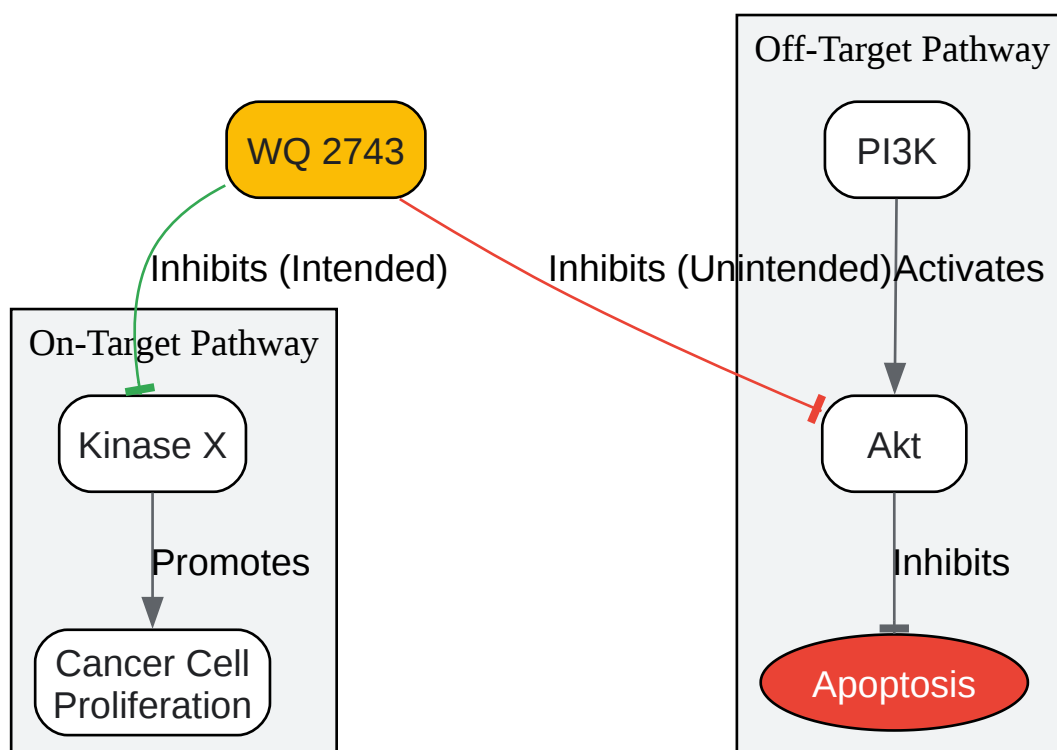 Off-Target Pathway
WQ 2743
PI3K
Inhibits (Intended)
Inhibits (Unintended)
Activates
On-Target Pathway
Kinase X
Akt
Promotes
Inhibits
Cancer Cell
Proliferation
Apoptosis